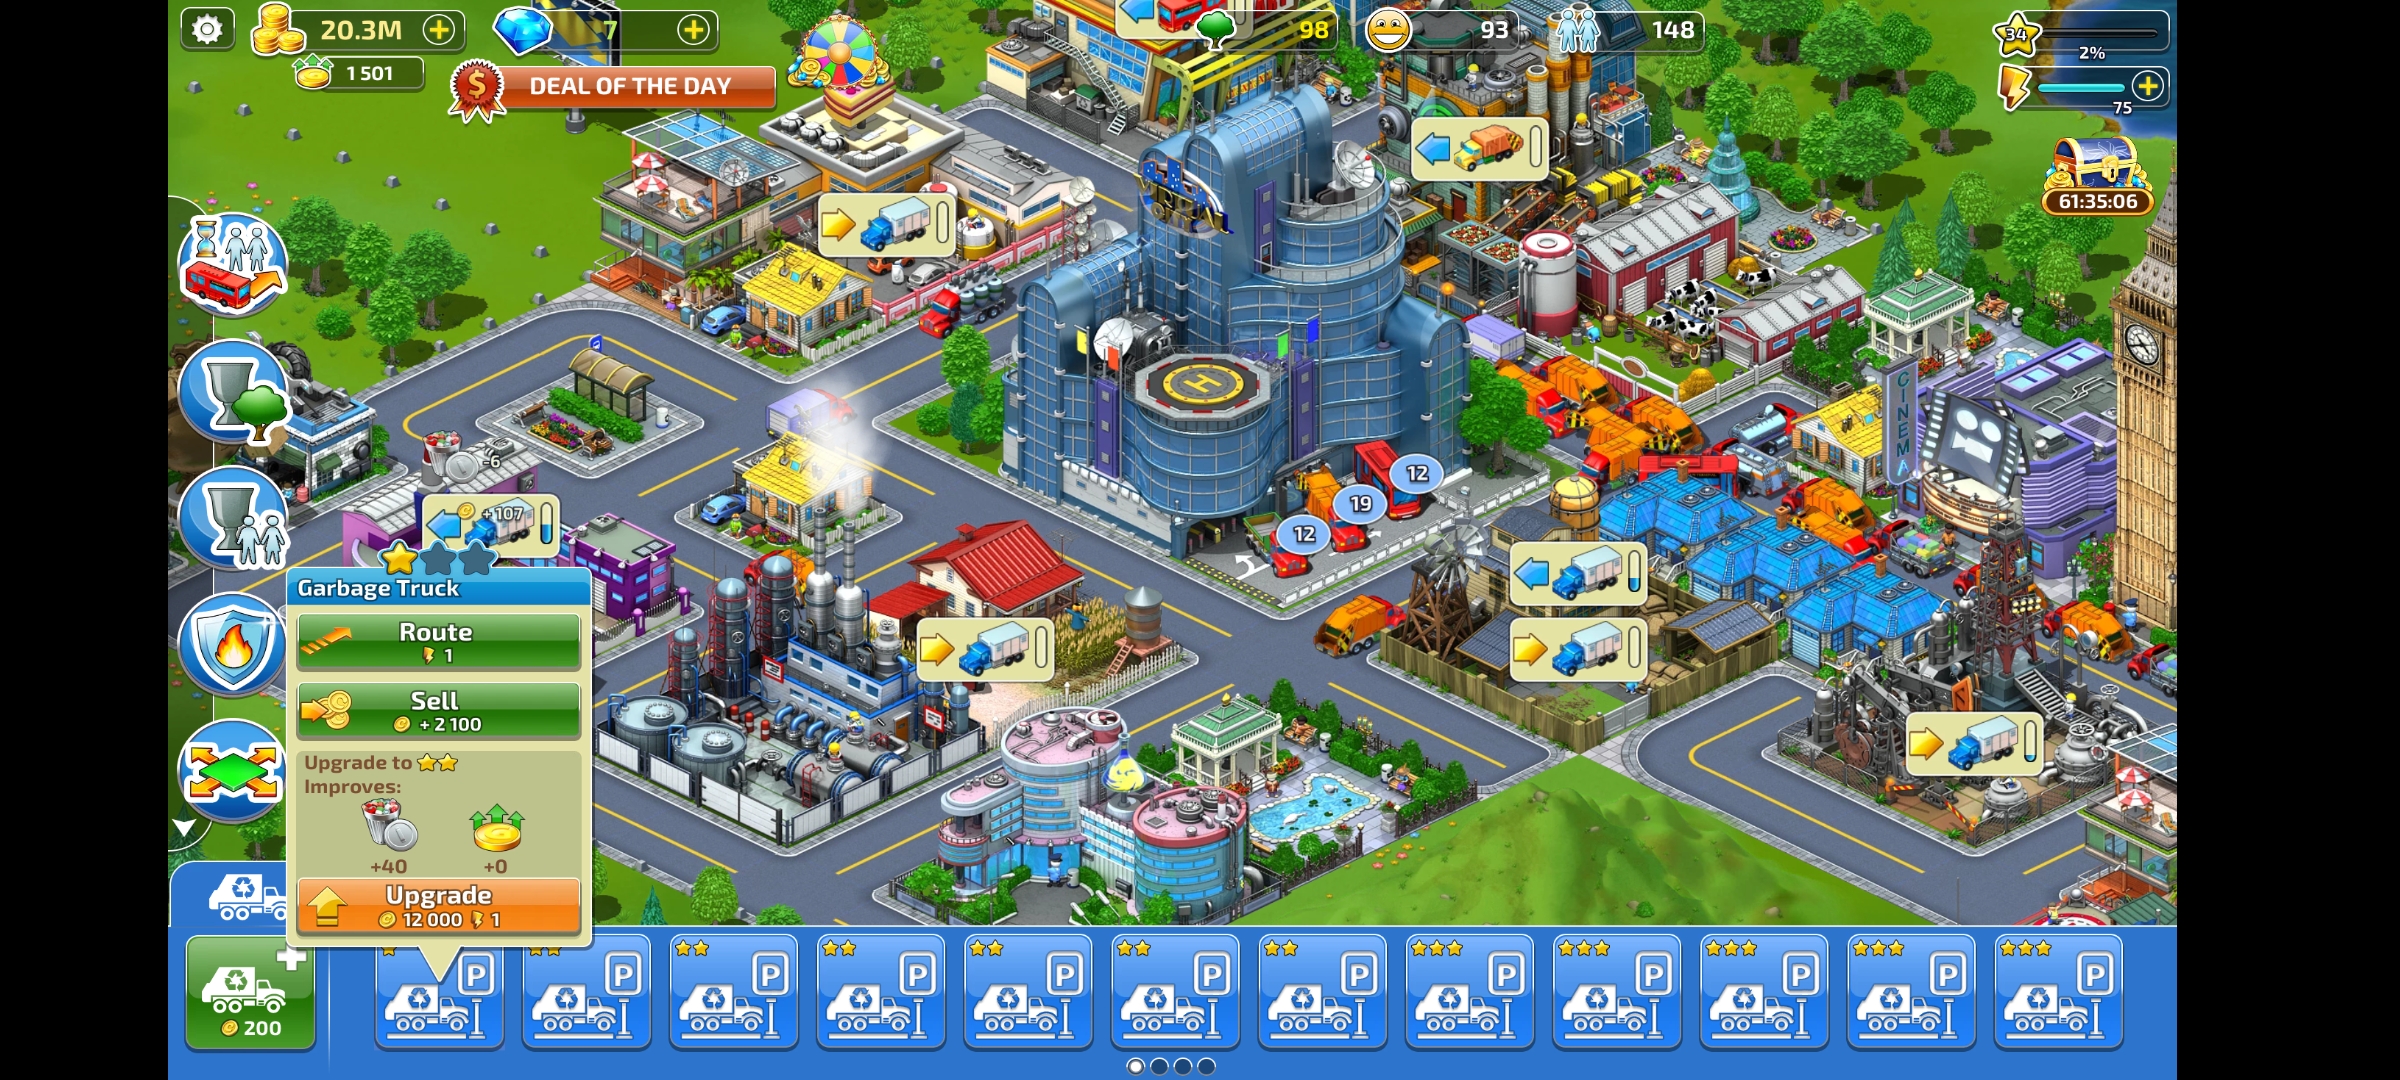 20.3M
7
98
93
148
34
2%
1 501
DEAL OF THE DAY
75
61:35:06
CINEMA
H
-6
12
19
12
+107
Garbage Truck
Route
1
Sell
+2 100
Upgrade to
Improves:
+40
+0
Upgrade
12 000 1
200
P
P
P
P
P
P
P
P
P
P
P
P